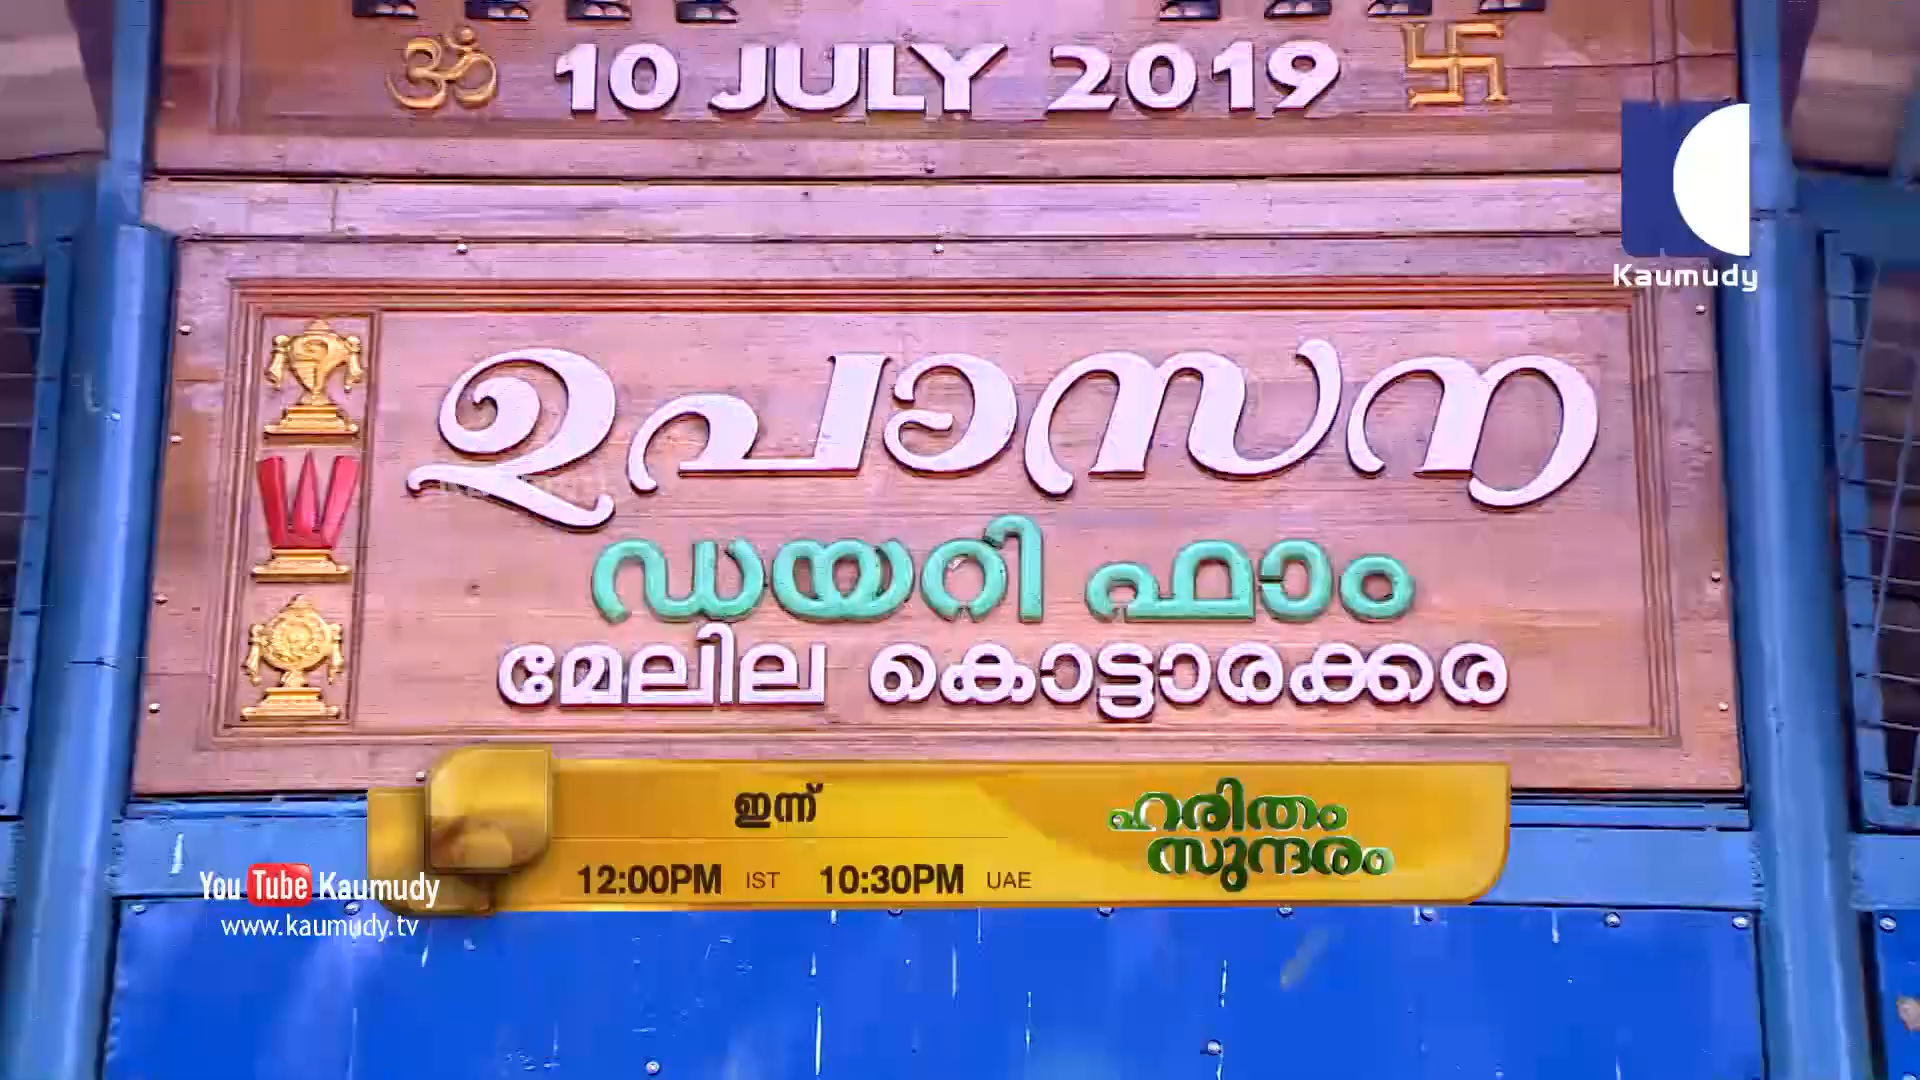 10 JULY 2019
Kaumudy
ഉപാസന
ഡയറി ഫാം
മേലില കൊട്ടാരക്കര
ഇന്ന്
12:00PM IST 10:30PM UAE
ഹരിതം
സുന്ദരം
You Tube Kaumudy
www.kaumudy.tv